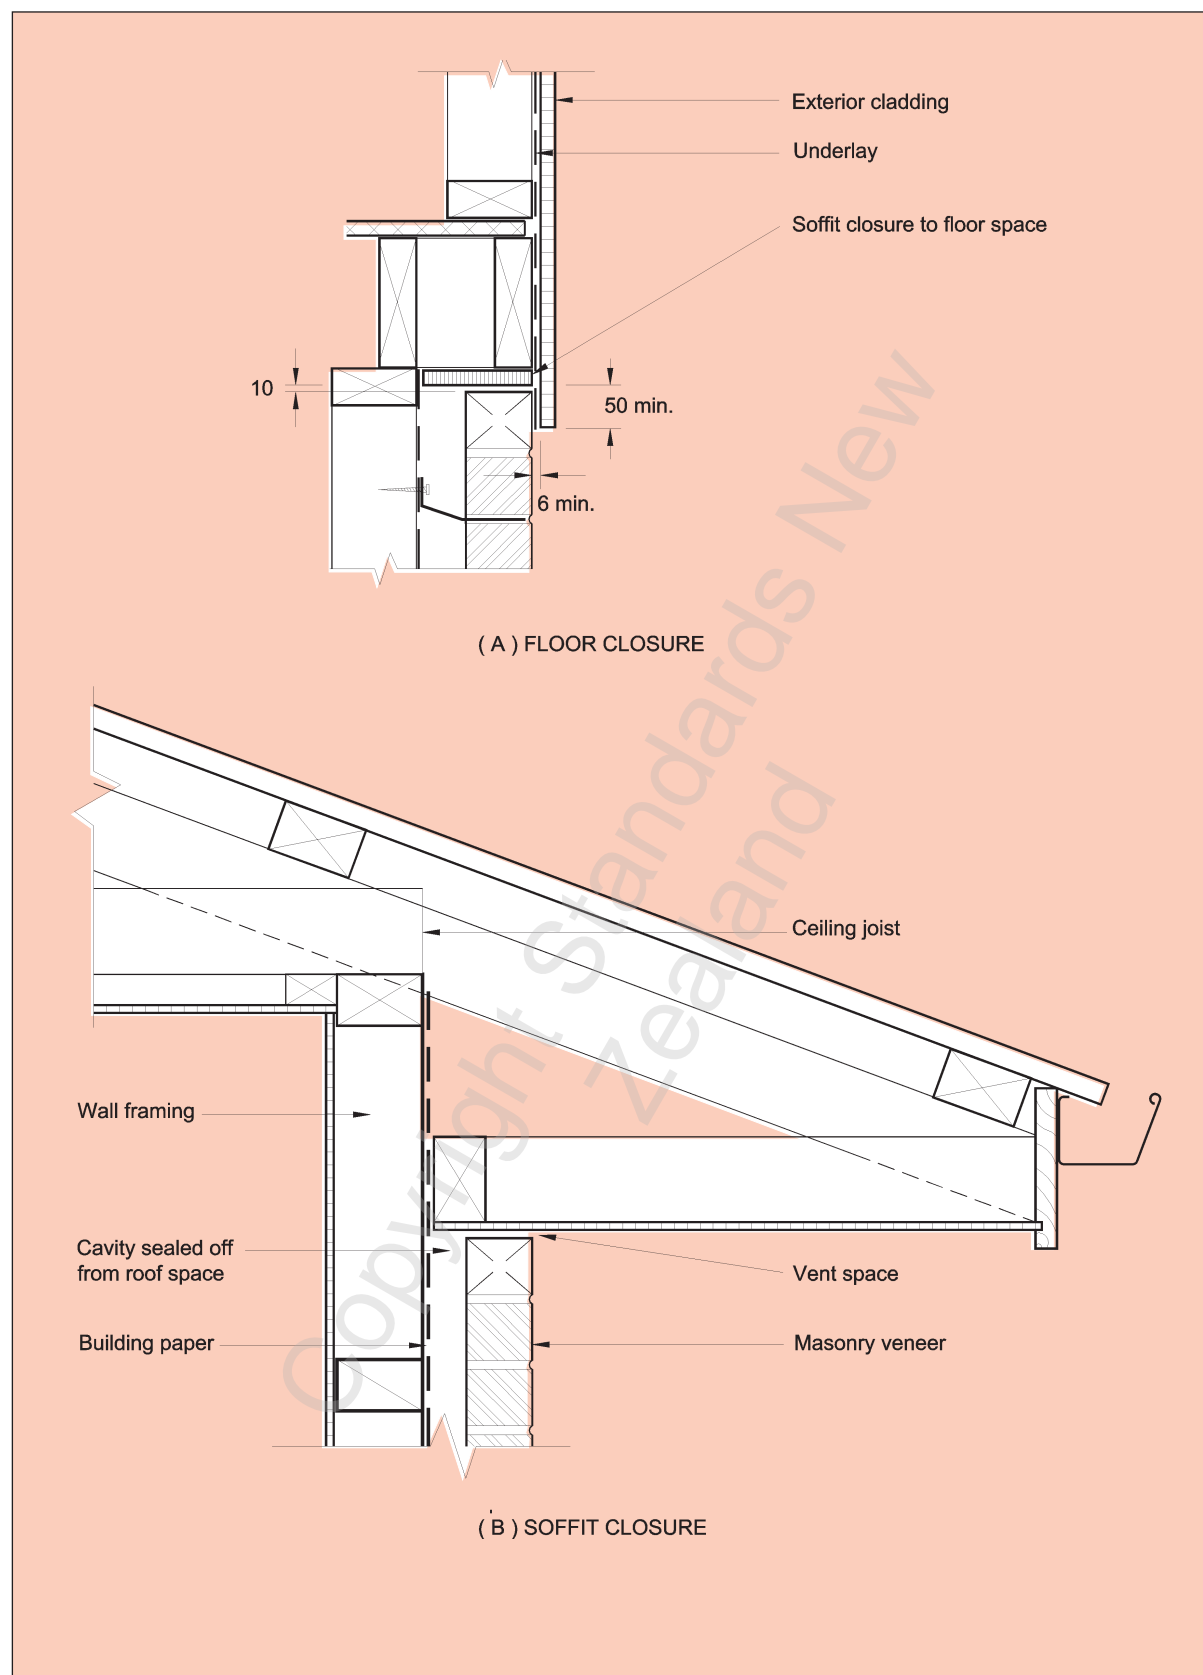 Exterior cladding
Underlay
Soffit closure to floor space
10
50 min.
6 min.
( A ) FLOOR CLOSURE
Ceiling joist
Wall framing
Cavity sealed off
from roof space
Vent space
Building paper
Masonry veneer
( B ) SOFFIT CLOSURE
Copyright Standards New
Zealand